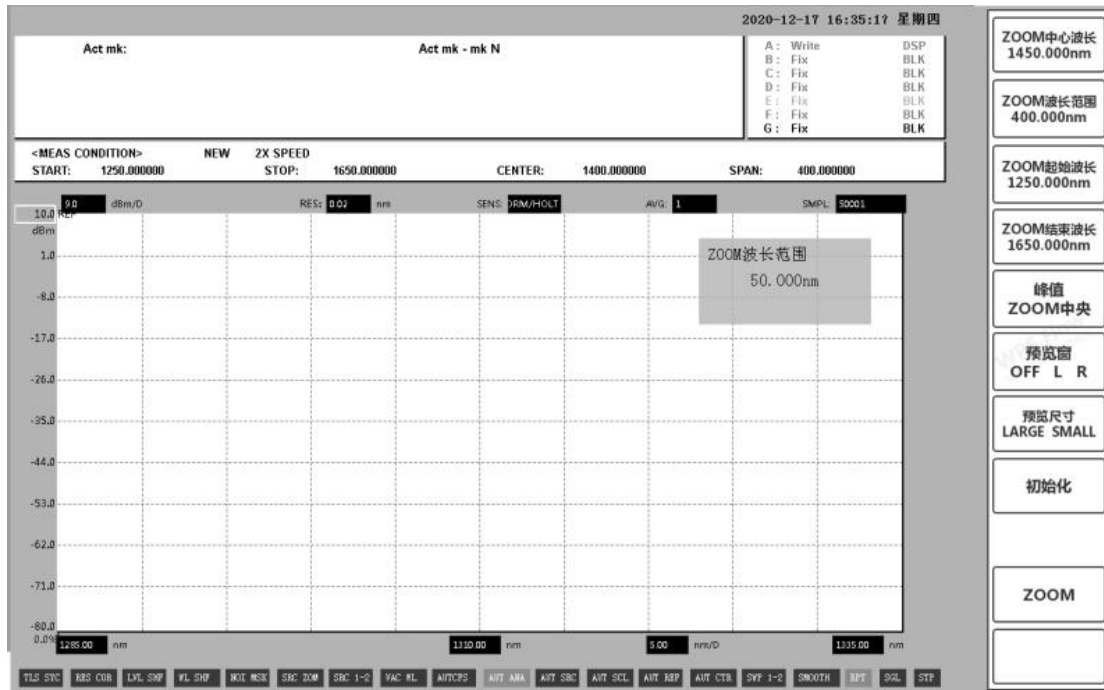 2020-12-17 16:35:17 星期四
Act mk:
Act mk - mk N
A: Write DSP
B: Fix BLK
C: Fix BLK
D: Fix BLK
E: Fix BLK
F: Fix BLK
G: Fix BLK
<MEAS CONDITION> NEW 2X SPEED
START: 1250.000000 STOP: 1650.000000 CENTER: 1400.000000 SPAN: 400.000000
9.0 dBm/D RES: 0.02 nm SENS: ORM/HOLT AVG: 1 SMPL: 50001
10.0 REF
dBm
1.0
-8.0
-17.0
-26.0
-35.0
-44.0
-53.0
-62.0
-71.0
-80.0
0.0%
ZOOM波长范围
50.000nm
1285.00 nm 1310.00 nm 5.00 nm/D 1335.00 nm
TLS SYC RES COR LVL SHF WL SHF NOI MSK SRC ZOM SRC 1-2 VAC WL AUTCPS AUT ANA AUT SRC AUT SCL AUT REF AUT CTR SWP 1-2 SMOOTH RPT SGL STP
ZOOM中心波长
1450.000nm
ZOOM波长范围
400.000nm
ZOOM起始波长
1250.000nm
ZOOM结束波长
1650.000nm
峰值
ZOOM中央
预览窗
OFF L R
预览尺寸
LARGE SMALL
初始化
ZOOM